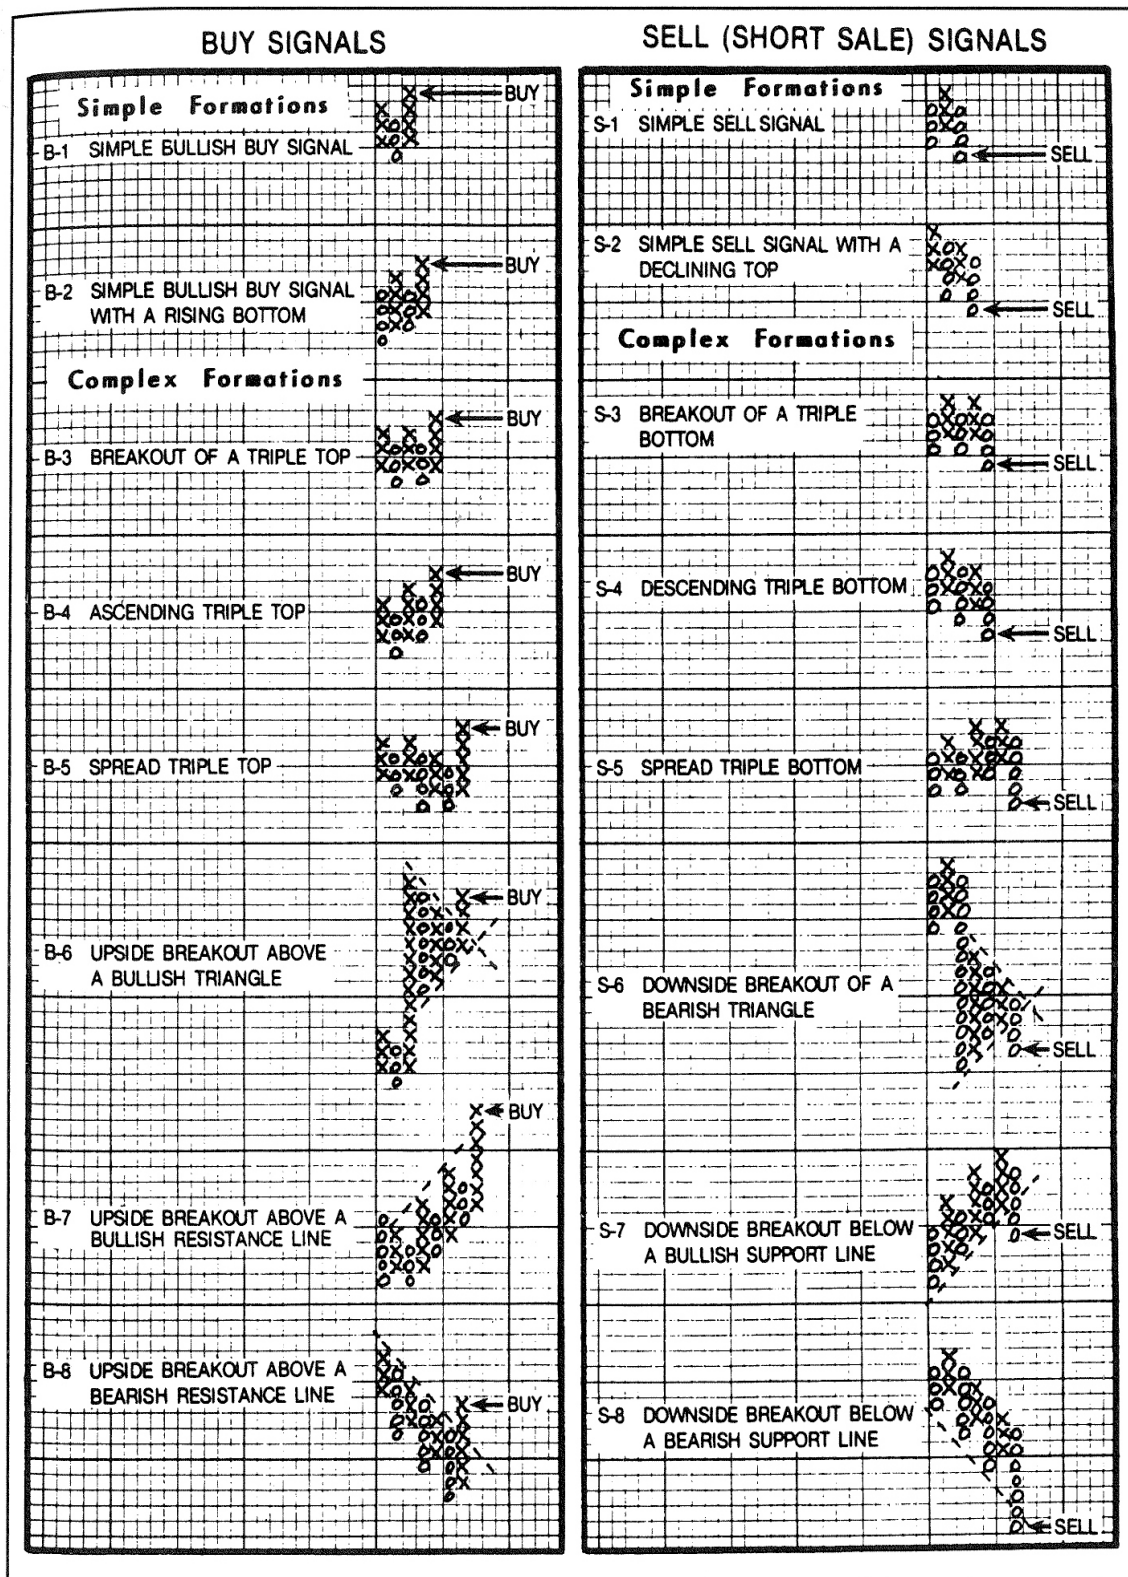 BUY SIGNALS
Simple Formations
BUY
B-1 SIMPLE BULLISH BUY SIGNAL
BUY
B-2 SIMPLE BULLISH BUY SIGNAL
WITH A RISING BOTTOM
Complex Formations
BUY
B-3 BREAKOUT OF A TRIPLE TOP
BUY
B-4 ASCENDING TRIPLE TOP
BUY
B-5 SPREAD TRIPLE TOP
BUY
B-6 UPSIDE BREAKOUT ABOVE
A BULLISH TRIANGLE
BUY
B-7 UPSIDE BREAKOUT ABOVE A
BULLISH RESISTANCE LINE
B-8 UPSIDE BREAKOUT ABOVE A
BEARISH RESISTANCE LINE
BUY
SELL (SHORT SALE) SIGNALS
Simple Formations
S-1 SIMPLE SELL SIGNAL
SELL
S-2 SIMPLE SELL SIGNAL WITH A
DECLINING TOP
SELL
Complex Formations
S-3 BREAKOUT OF A TRIPLE
BOTTOM
SELL
S-4 DESCENDING TRIPLE BOTTOM
SELL
S-5 SPREAD TRIPLE BOTTOM
SELL
S-6 DOWNSIDE BREAKOUT OF A
BEARISH TRIANGLE
SELL
S-7 DOWNSIDE BREAKOUT BELOW
A BULLISH SUPPORT LINE
SELL
S-8 DOWNSIDE BREAKOUT BELOW
A BEARISH SUPPORT LINE
SELL